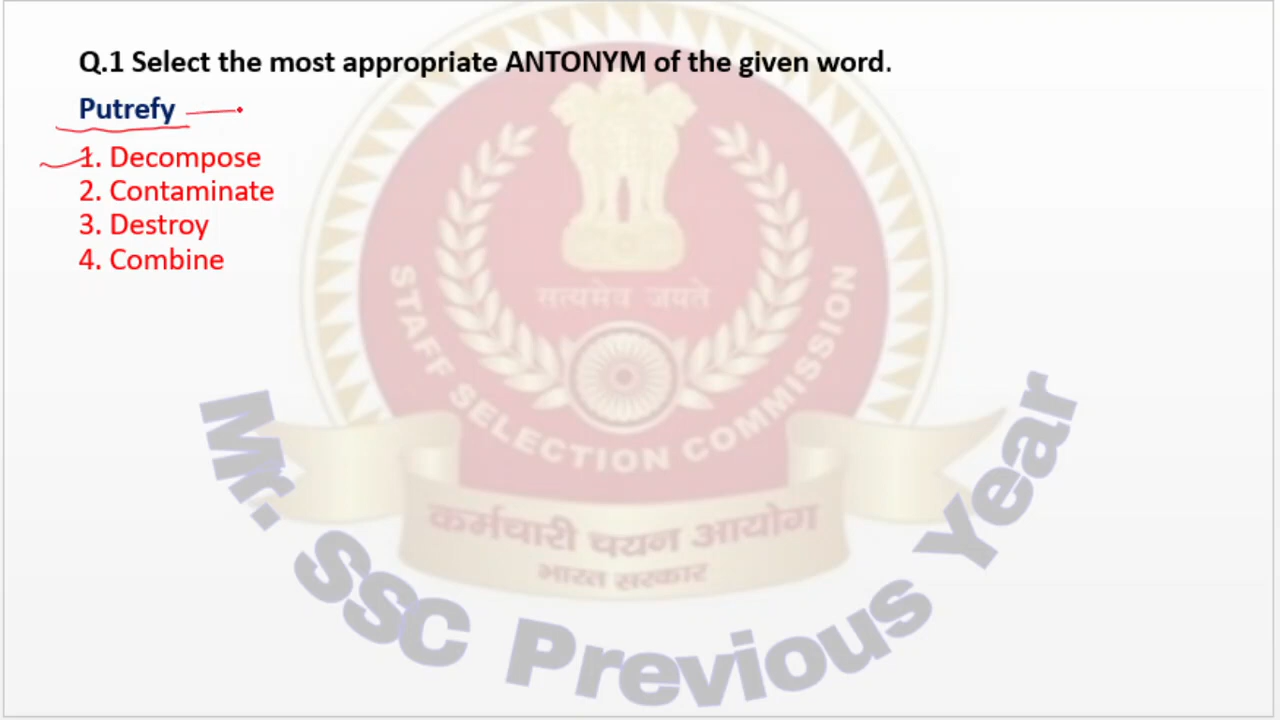 Q.1 Select the most appropriate ANTONYM of the given word.
Putrefy
1. Decompose
2. Contaminate
3. Destroy
4. Combine
सत्यमेव जयते
STAFF SELECTION COMMISSION
कर्मचारी चयन आयोग
भारत सरकार
Mr. SSC Previous Year